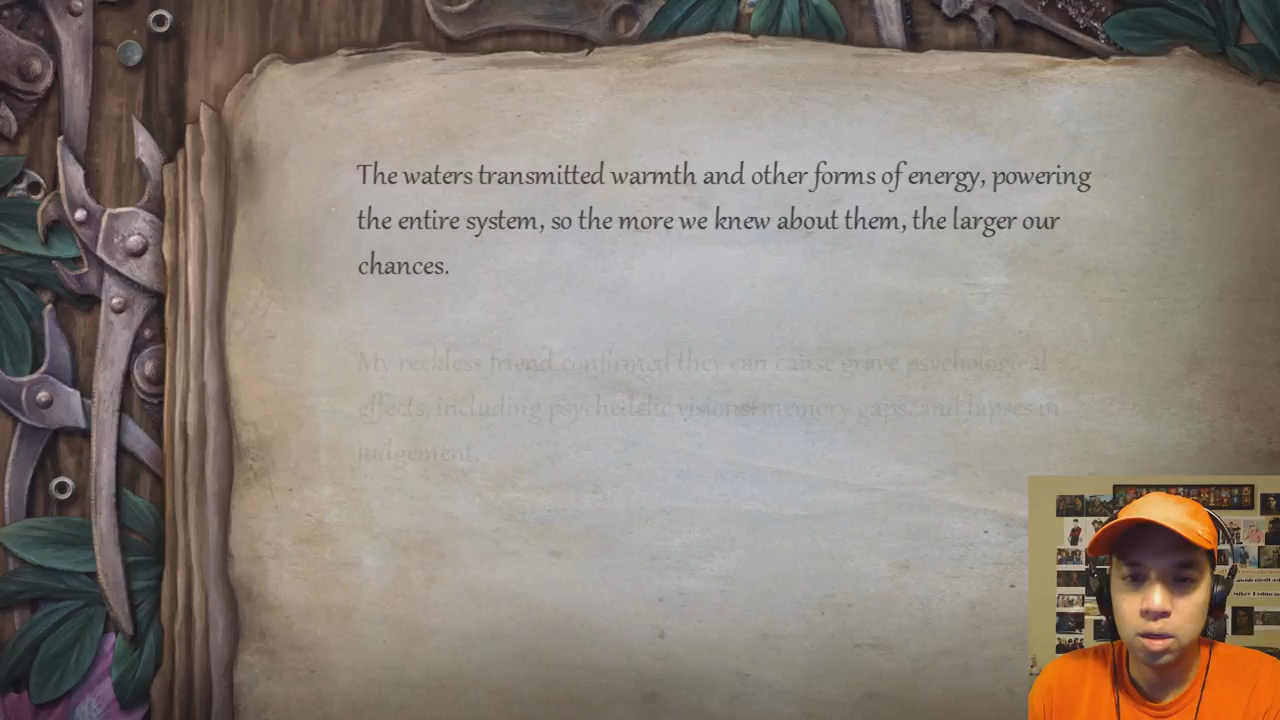 The waters transmitted warmth and other forms of energy, powering
the entire system, so the more we knew about them, the larger our
chances.
My reckless friend confirmed they can cause grave psychological
effects, including psychedelic visions, memory gaps, and lapses in
judgement.